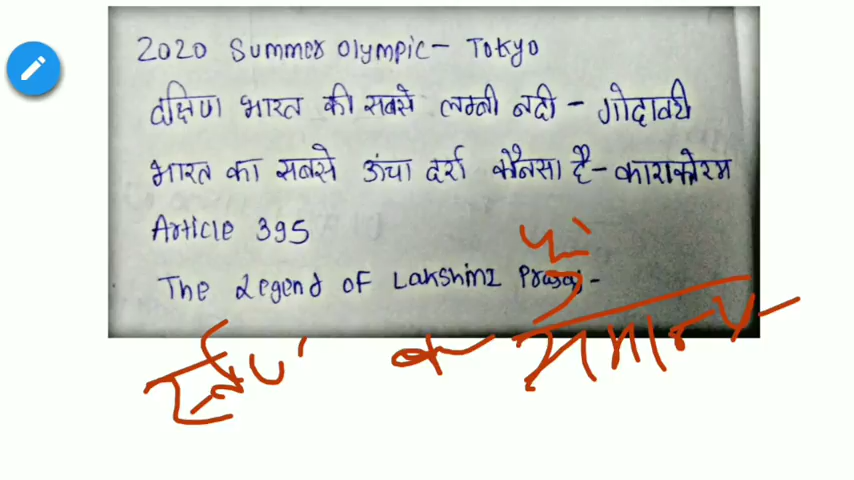 2020 Summer Olympic - Tokyo
दक्षिण भारत की सबसे लम्बी नदी - गोदावरी
भारत का सबसे ऊंचा दर्रा कौनसा है - काराकोरम
Article 395
The Legend of Lakshmi Prasad -